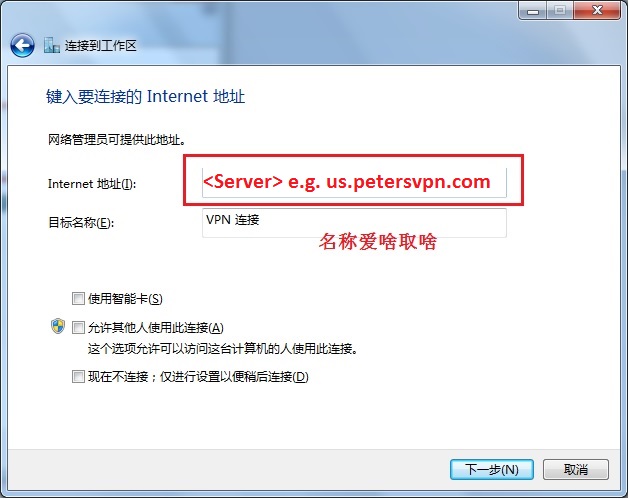 连接到工作区
键入要连接的 Internet 地址
网络管理员可提供此地址。
Internet 地址(I):
<Server> e.g. us.petersvpn.com
目标名称(E):
VPN 连接
名称爱啥取啥
使用智能卡(S)
允许其他人使用此连接(A)
这个选项允许可以访问这台计算机的人使用此连接。
现在不连接；仅进行设置以便稍后连接(D)
下一步(N)
取消